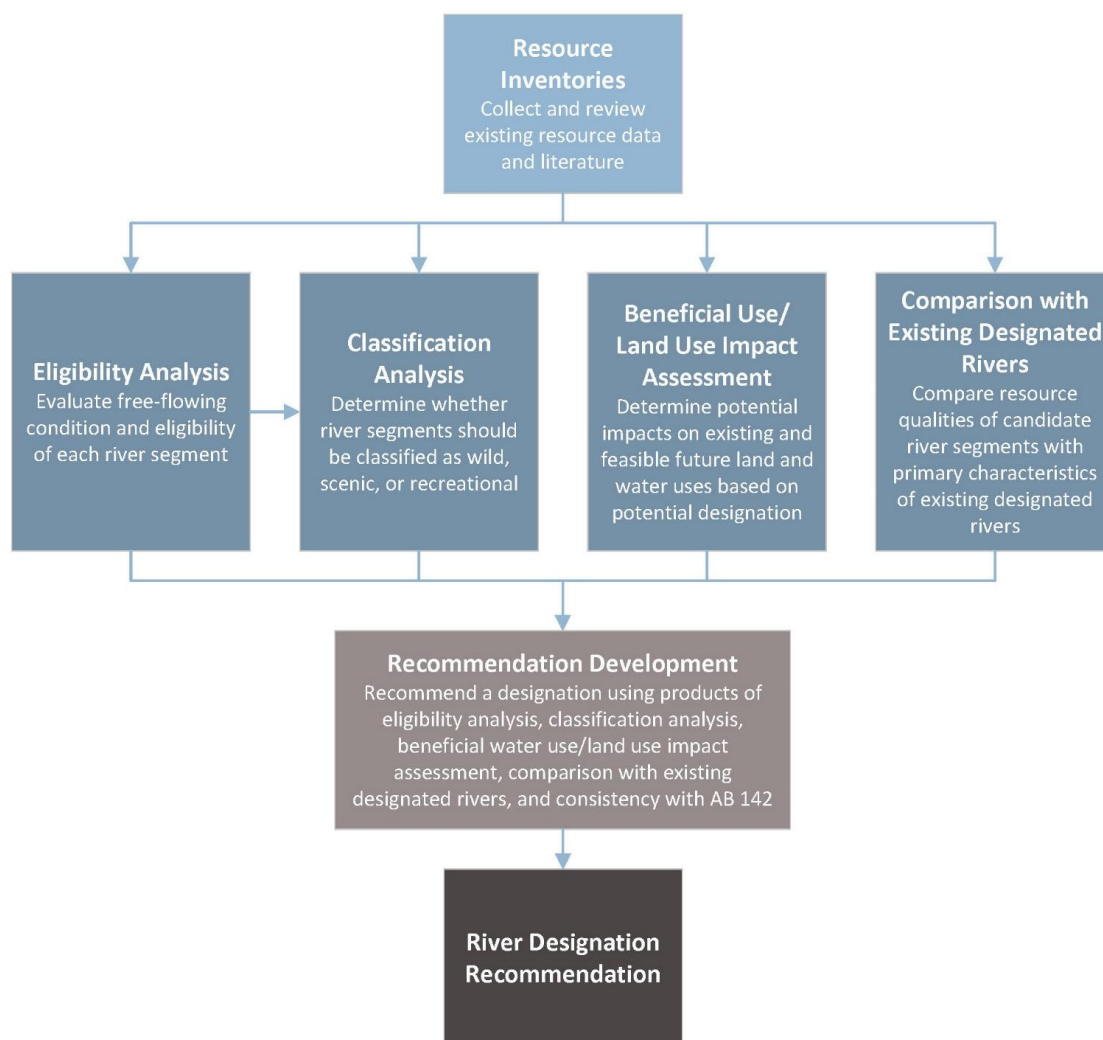 Resource
Inventories
Collect and review
existing resource data
and literature
Eligibility Analysis
Evaluate free-flowing
condition and eligibility
of each river segment
Classification
Analysis
Determine whether
river segments should
be classified as wild,
scenic, or recreational
Beneficial Use/
Land Use Impact
Assessment
Determine potential
impacts on existing and
feasible future land and
water uses based on
potential designation
Comparison with
Existing Designated
Rivers
Compare resource
qualities of candidate
river segments with
primary characteristics
of existing designated
rivers
Recommendation Development
Recommend a designation using products of
eligibility analysis, classification analysis,
beneficial water use/land use impact
assessment, comparison with existing
designated rivers, and consistency with AB 142
River Designation
Recommendation